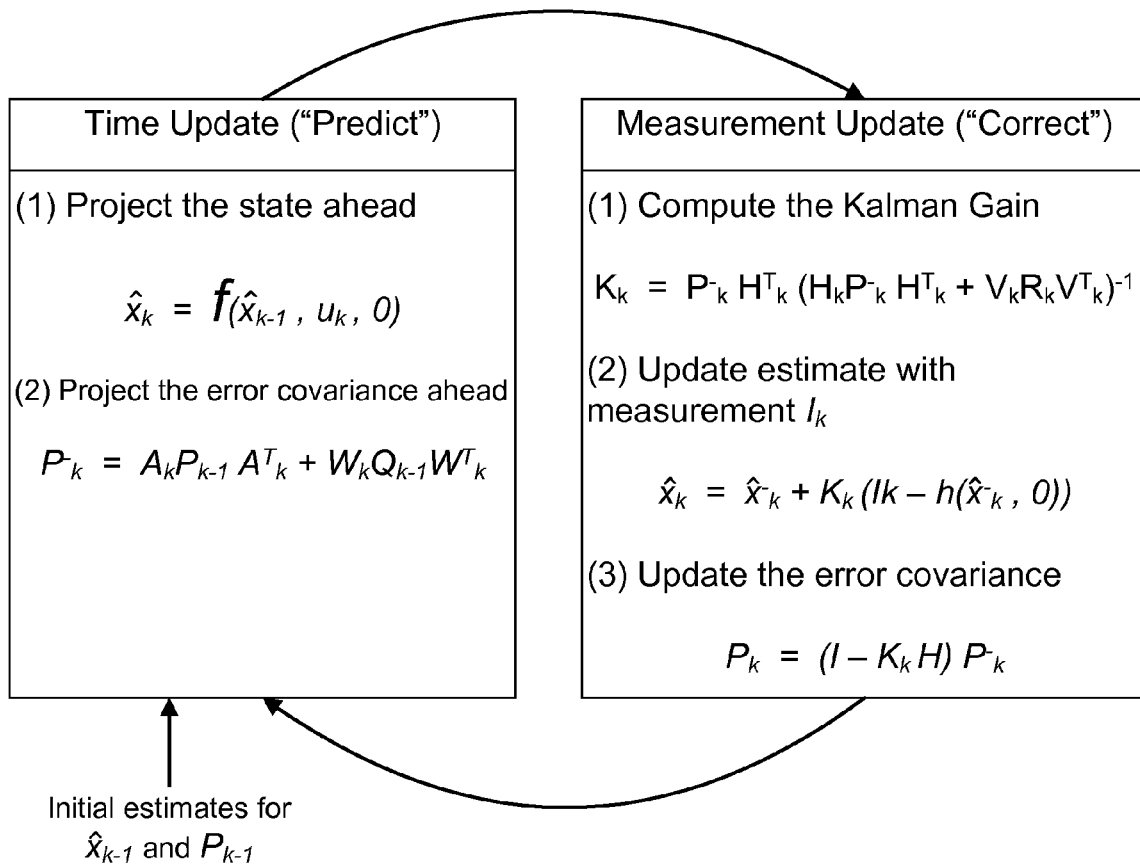 Time Update (“Predict”)
(1) Project the state ahead
x̂ₖ = f(x̂ₖ₋₁ , uₖ , 0)
(2) Project the error covariance ahead
P⁻ₖ = AₖPₖ₋₁ Aᵀₖ + WₖQₖ₋₁Wᵀₖ
Initial estimates for
x̂ₖ₋₁ and Pₖ₋₁
Measurement Update (“Correct”)
(1) Compute the Kalman Gain
Kₖ = P⁻ₖ Hᵀₖ (HₖP⁻ₖ Hᵀₖ + VₖRₖVᵀₖ)⁻¹
(2) Update estimate with
measurement Iₖ
x̂ₖ = x̂⁻ₖ + Kₖ (Ik – h(x̂⁻ₖ , 0))
(3) Update the error covariance
Pₖ = (I – Kₖ H) P⁻ₖ